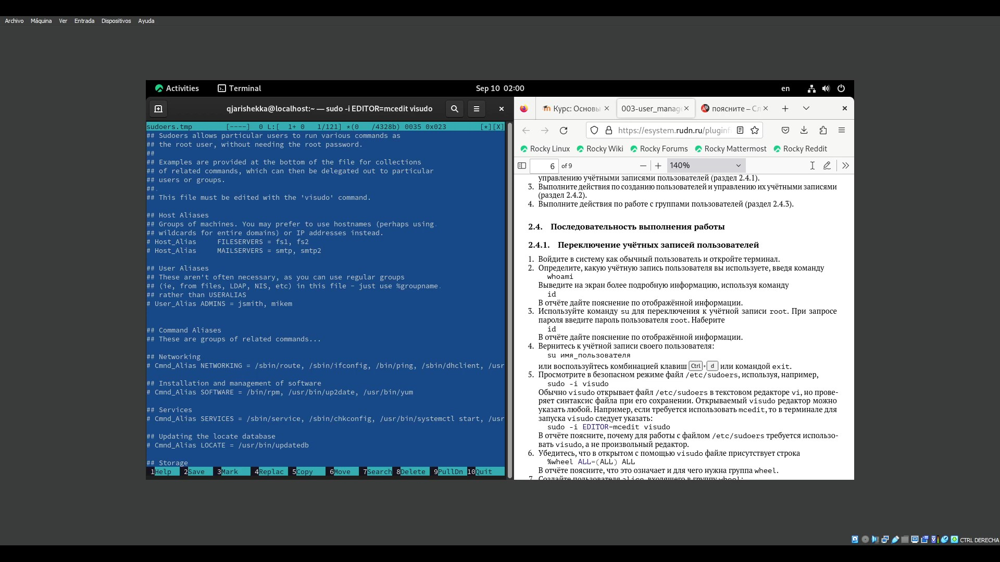 Archivo Máquina Ver Entrada Dispositivos Ayuda
Activities Terminal Sep 10 02:00 en
qjarishekka@localhost:~ — sudo -i EDITOR=mcedit visudo
sudoers.tmp [----] 0 L:[ 1+ 0 1/121] *(0 /4328b) 0035 0x023 [*][X]
## Sudoers allows particular users to run various commands as
## the root user, without needing the root password.
##
## Examples are provided at the bottom of the file for collections
## of related commands, which can then be delegated out to particular
## users or groups.
##.
## This file must be edited with the 'visudo' command.
## Host Aliases
## Groups of machines. You may prefer to use hostnames (perhaps using.
## wildcards for entire domains) or IP addresses instead.
# Host_Alias FILESERVERS = fs1, fs2
# Host_Alias MAILSERVERS = smtp, smtp2
## User Aliases
## These aren't often necessary, as you can use regular groups
## (ie, from files, LDAP, NIS, etc) in this file - just use %groupname.
## rather than USERALIAS
# User_Alias ADMINS = jsmith, mikem
## Command Aliases
## These are groups of related commands...
## Networking
# Cmnd_Alias NETWORKING = /sbin/route, /sbin/ifconfig, /bin/ping, /sbin/dhclient, /usr
## Installation and management of software
# Cmnd_Alias SOFTWARE = /bin/rpm, /usr/bin/up2date, /usr/bin/yum
## Services
# Cmnd_Alias SERVICES = /sbin/service, /sbin/chkconfig, /usr/bin/systemctl start, /usr
## Updating the locate database
# Cmnd_Alias LOCATE = /usr/bin/updatedb
## Storage
1Help 2Save 3Mark 4Replac 5Copy 6Move 7Search 8Delete 9PullDn 10Quit
Курс: Основы 003-user_manage поясните – Сл
https://esystem.rudn.ru/pluginf
Rocky Linux Rocky Wiki Rocky Forums Rocky Mattermost Rocky Reddit
6 of 9 140%
управлению учётными записями пользователей (раздел 2.4.1).
3. Выполните действия по созданию пользователей и управлению их учётными записями
(раздел 2.4.2).
4. Выполните действия по работе с группами пользователей (раздел 2.4.3).
2.4. Последовательность выполнения работы
2.4.1. Переключение учётных записей пользователей
1. Войдите в систему как обычный пользователь и откройте терминал.
2. Определите, какую учётную запись пользователя вы используете, введя команду
whoami
Выведите на экран более подробную информацию, используя команду
id
В отчёте дайте пояснение по отображённой информации.
3. Используйте команду su для переключения к учётной записи root. При запросе
пароля введите пароль пользователя root. Наберите
id
В отчёте дайте пояснение по отображённой информации.
4. Вернитесь к учётной записи своего пользователя:
su имя_пользователя
или воспользуйтесь комбинацией клавиш Ctrl + d или командой exit.
5. Просмотрите в безопасном режиме файл /etc/sudoers, используя, например,
sudo -i visudo
Обычно visudo открывает файл /etc/sudoers в текстовом редакторе vi, но прове-
ряет синтаксис файла при его сохранении. Открываемый visudo редактор можно
указать любой. Например, если требуется использовать mcedit, то в терминале для
запуска visudo следует указать:
sudo -i EDITOR=mcedit visudo
В отчёте поясните, почему для работы с файлом /etc/sudoers требуется использо-
вать visudo, а не произвольный редактор.
6. Убедитесь, что в открытом с помощью visudo файле присутствует строка
%wheel ALL=(ALL) ALL
В отчёте поясните, что это означает и для чего нужна группа wheel.
7. Создайте пользователя alice, входящего в группу wheel:
CTRL DERECHA